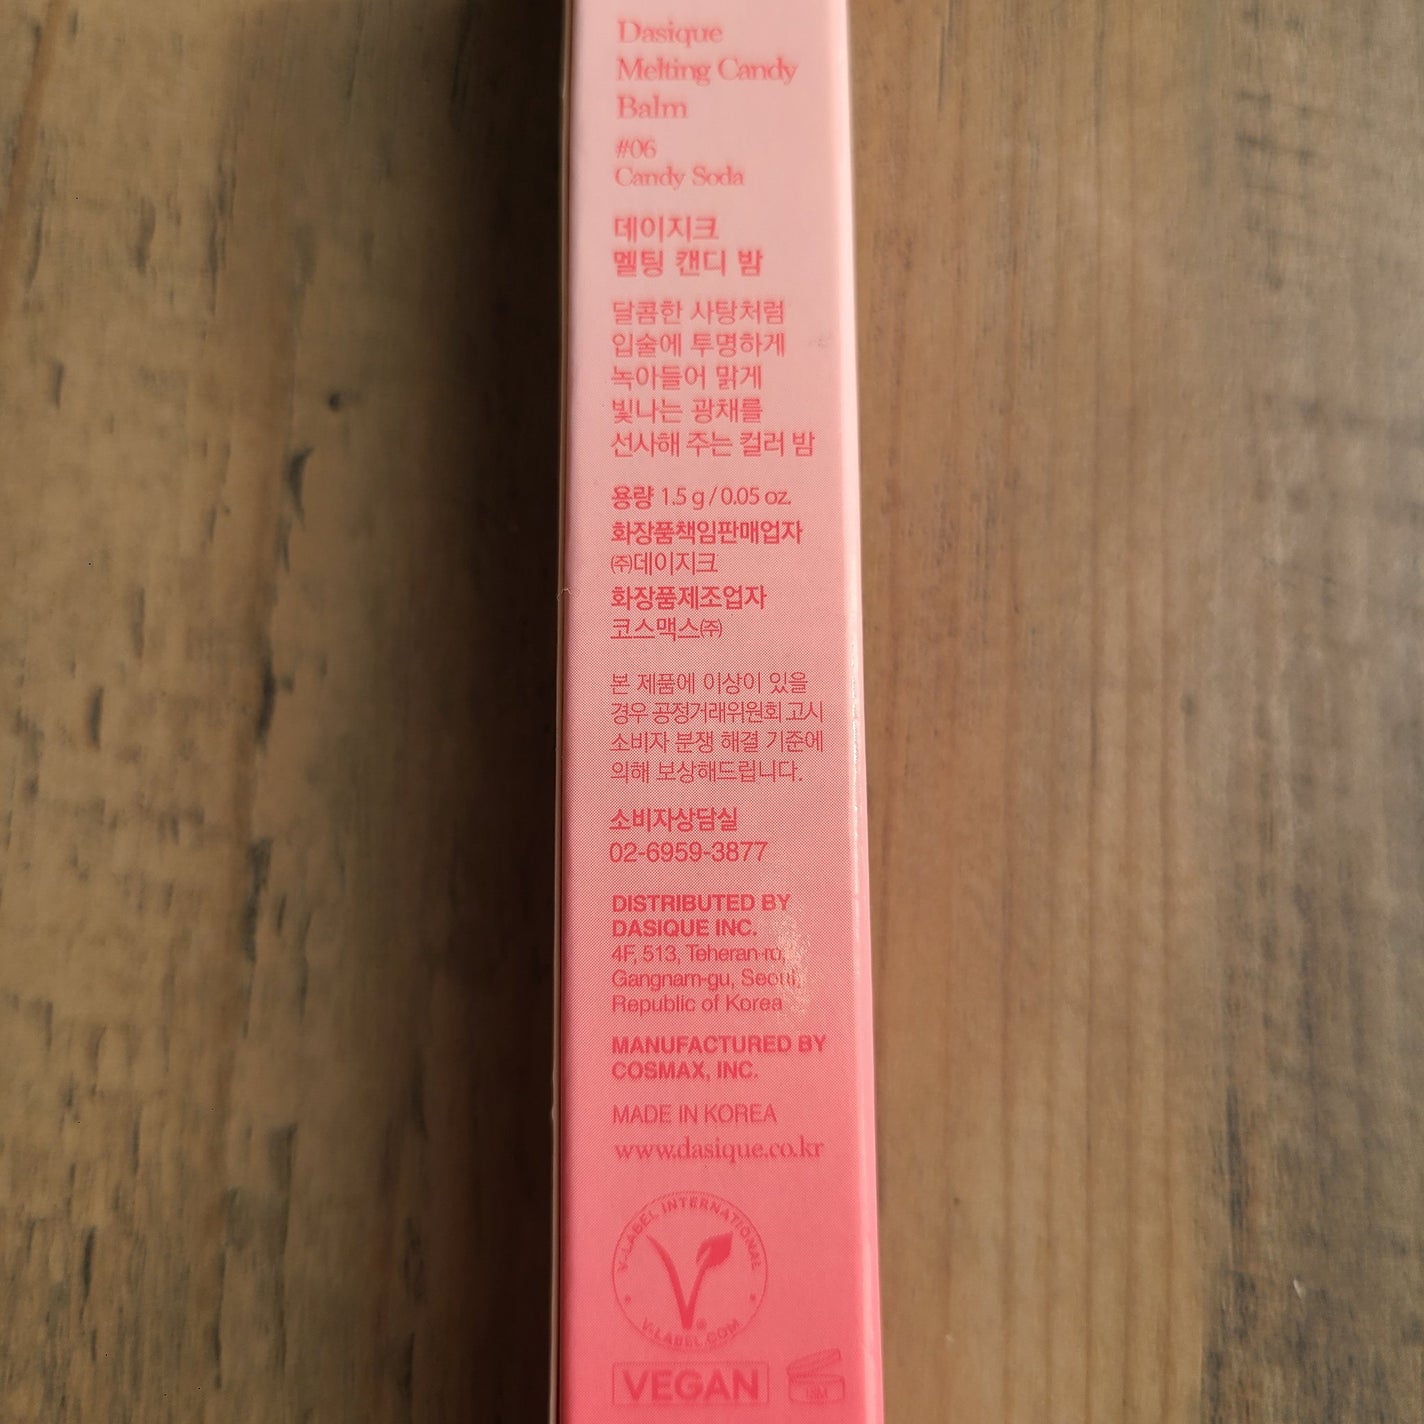 Dasique
Melting Candy
Balm
#06
Candy Soda
데이지크
멜팅 캔디 밤
달콤한 사탕처럼
입술에 투명하게
녹아들어 맑게
빛나는 광채를
선사해 주는 컬러 밤
용량 1.5 g / 0.05 oz.
화장품책임판매업자
㈜데이지크
화장품제조업자
코스맥스㈜
본 제품에 이상이 있을
경우 공정거래위원회 고시
소비자 분쟁 해결 기준에
의해 보상해드립니다.
소비자상담실
02-6959-3877
DISTRIBUTED BY
DASIQUE INC.
4F, 513, Teheran-ro,
Gangnam-gu, Seoul,
Republic of Korea
MANUFACTURED BY
COSMAX, INC.
MADE IN KOREA
www.dasique.co.kr
V-LABEL INTERNATIONAL
V-LABEL.COM
VEGAN
18M